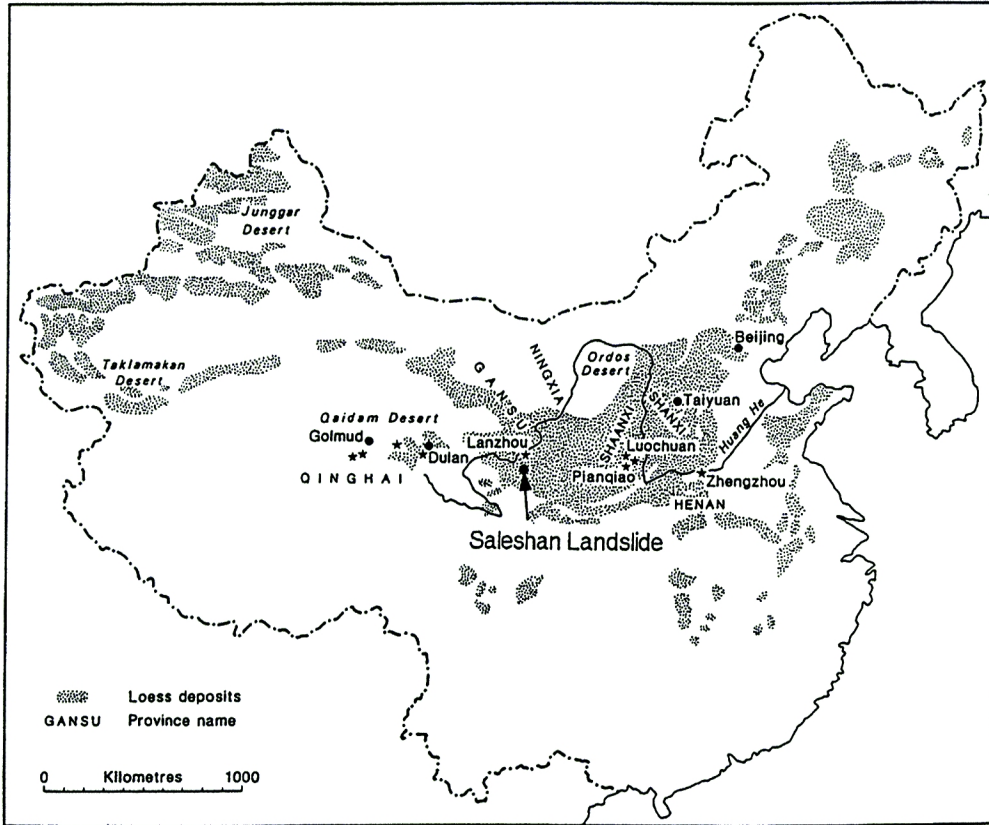 Junggar
Desert
Taklamakan
Desert
Beijing
NINGXIA
Ordos
Desert
GANSU
Taiyuan
SHAANXI
SHANXI
Huang He
Qaidam Desert
Golmud
Dulan
Lanzhou
Luochuan
Pianqiao
Zhengzhou
QINGHAI
HENAN
Saleshan Landslide
Loess deposits
GANSU Province name
0 Kilometres 1000